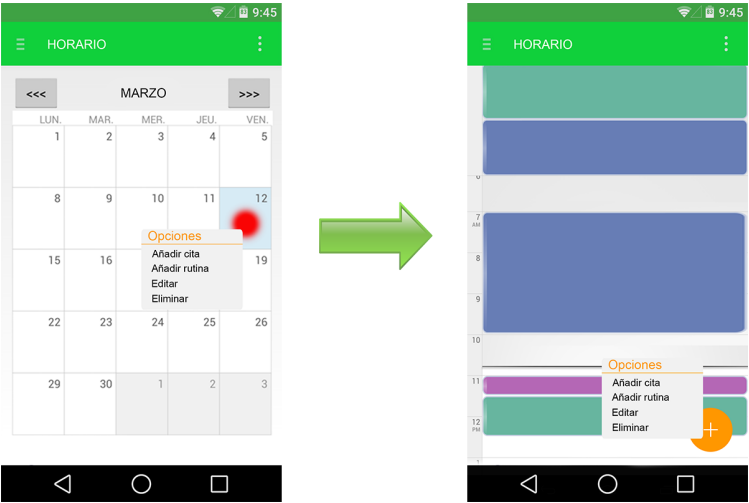 9:45
HORARIO
<<< MARZO >>>
LUN. MAR. MER. JEU. VEN.
1 2 3 4 5
8 9 10 11 12
Opciones
Añadir cita
Añadir rutina
Editar
Eliminar
15 16 19
22 23 24 25 26
29 30 1 2 3
9:45
HORARIO
7
AM
8
9
10
11
12
PM
Opciones
Añadir cita
Añadir rutina
Editar
Eliminar
+